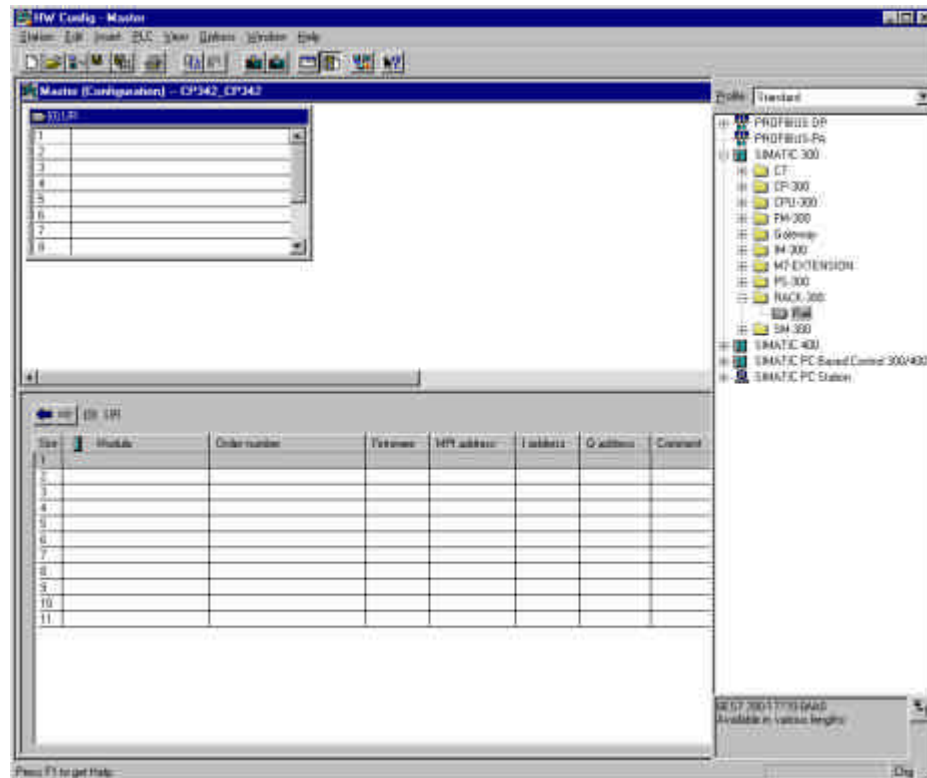 HW Config - Master
Station Edit Insert PLC View Options Window Help
Master (Configuration) -- CP342_CP342
(0) UR
1
2
3
4
5
6
7
8
Profile Standard
PROFIBUS-DP
PROFIBUS-PA
SIMATIC 300
C7
CP-300
CPU-300
FM-300
Gateway
IM-300
M7-EXTENSION
PS-300
RACK-300
Rail
SM-300
SIMATIC 400
SIMATIC PC Based Control 300/400
SIMATIC PC Station
(0) UR
Slot Module Order number Firmware MPI address I address Q address Comment
1
2
3
4
5
6
7
8
9
10
11
Available in various lengths
Press F1 to get Help.
Chg